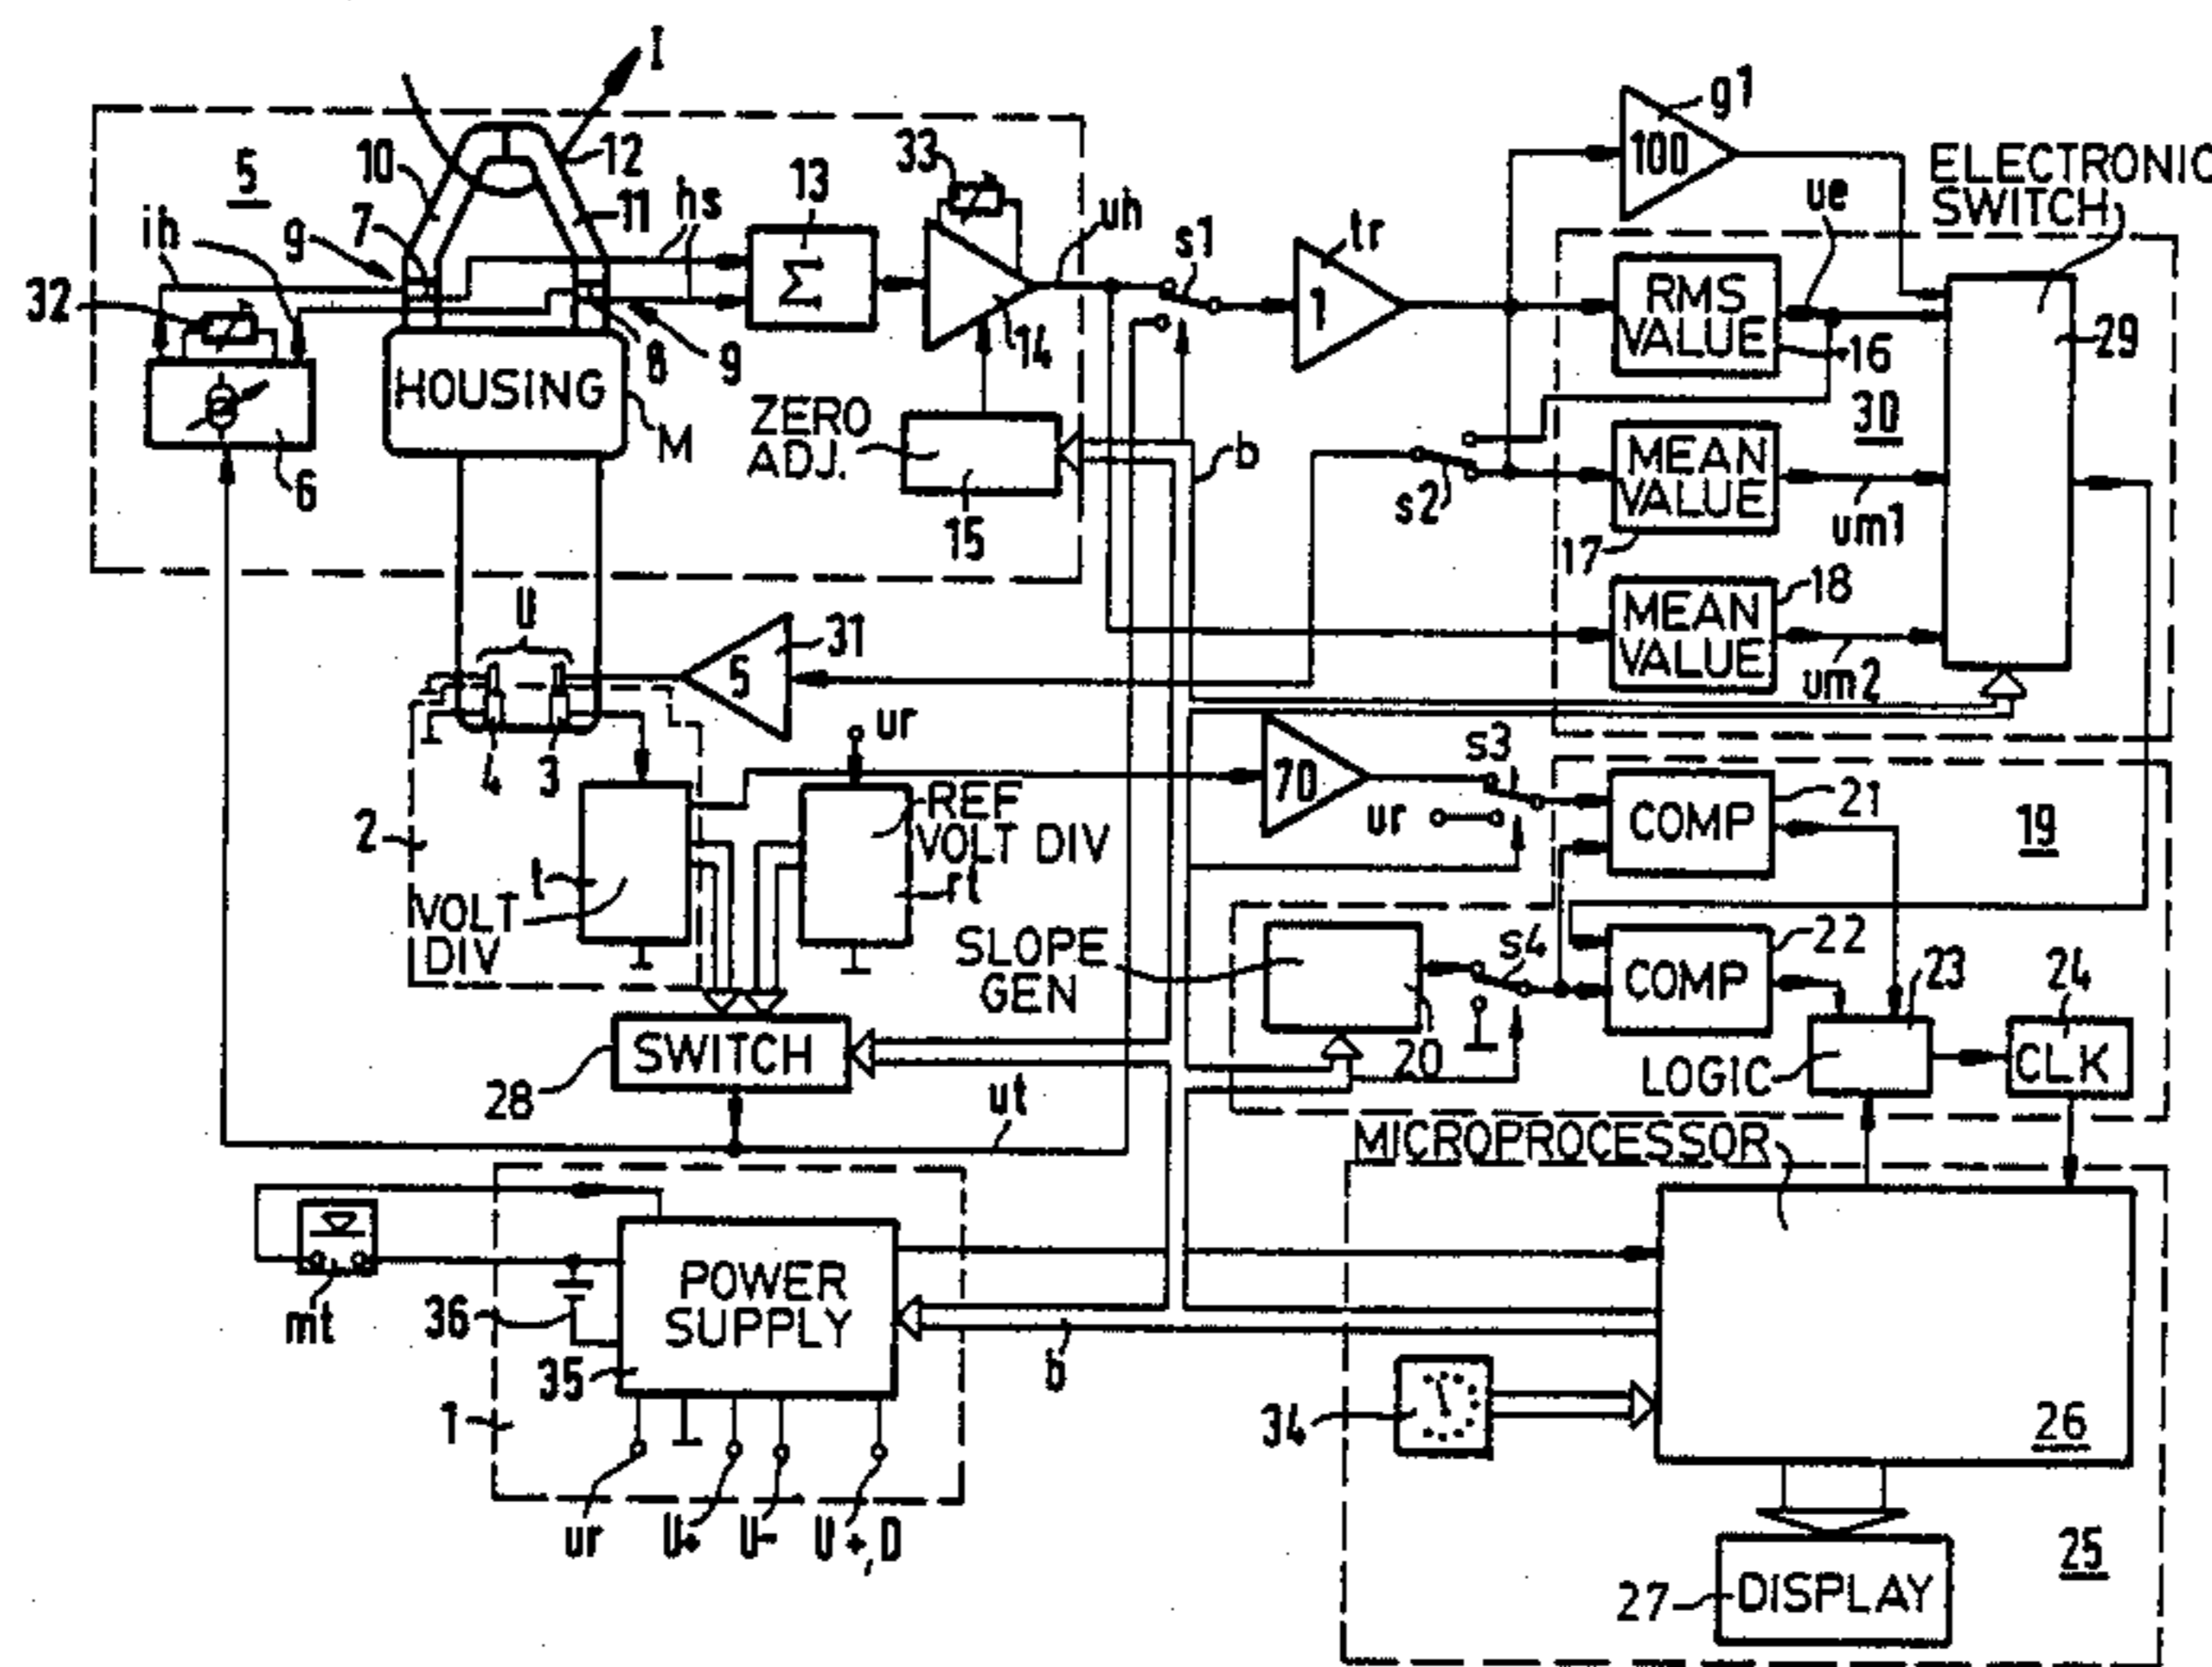 I
5
10
12
7
ih
9
11
hs
13
Σ
33
uh
14
s1
tr
1
g1
100
ELECTRONIC
SWITCH
ue
RMS
VALUE
16
29
30
32
6
HOUSING
M
8
9
ZERO
ADJ.
15
b
s2
MEAN
VALUE
17
um1
MEAN
VALUE
18
um2
U
5
31
4
3
ur
REF
VOLT DIV
rt
2
t
VOLT
DIV
70
s3
ur
COMP
21
19
SLOPE
GEN
20
s4
COMP
22
23
LOGIC
24
CLK
SWITCH
28
ut
MICROPROCESSOR
mt
36
POWER
SUPPLY
35
1
b
34
26
ur
U+
U-
U+,D
25
27
DISPLAY